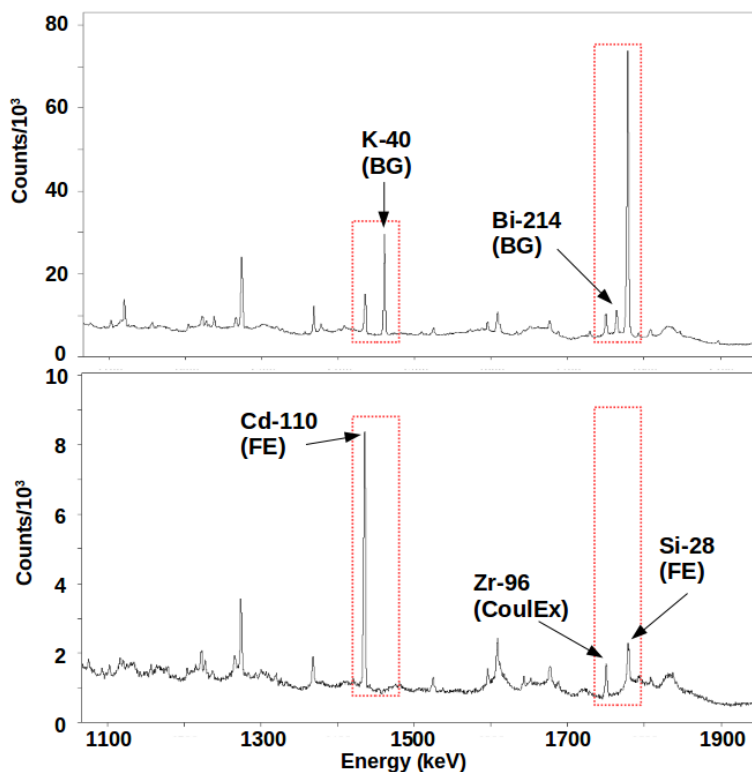 80
60
40
20
0
Counts/10³
K-40
(BG)
Bi-214
(BG)
10
8
6
4
2
0
Counts/10³
Cd-110
(FE)
Zr-96
(CoulEx)
Si-28
(FE)
1100
1300
1500
1700
1900
Energy (keV)